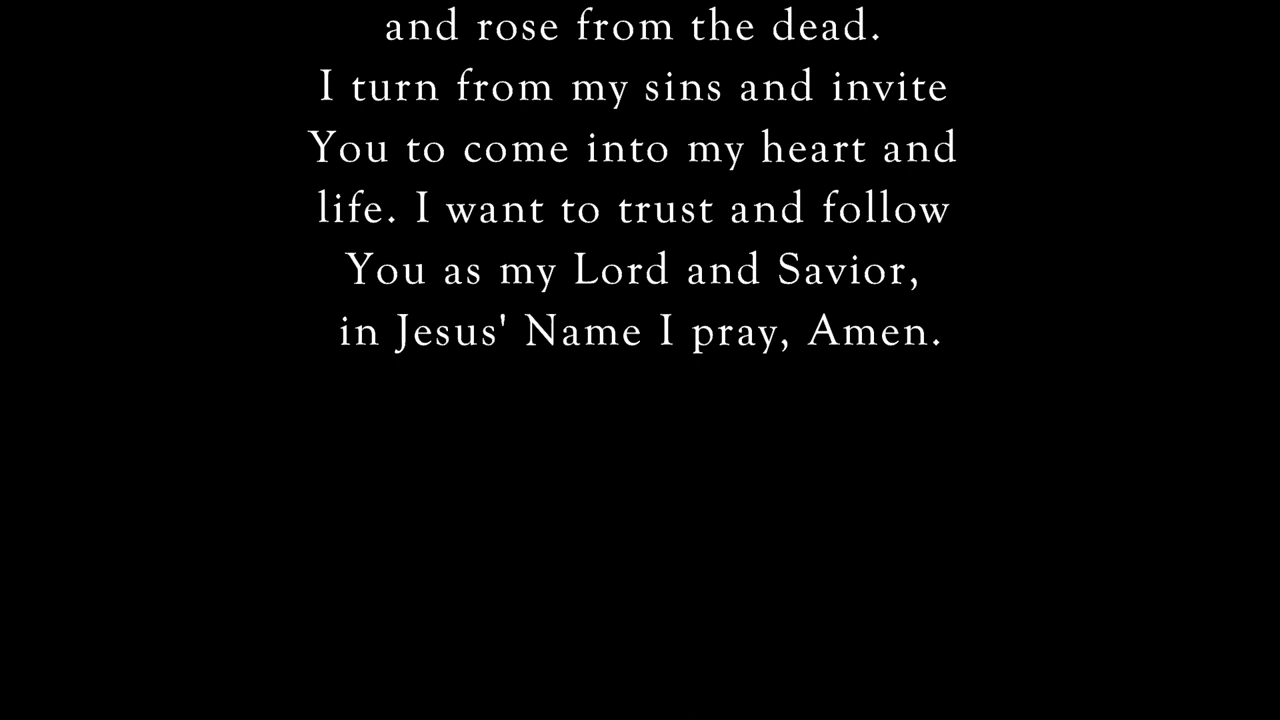 and rose from the dead.
I turn from my sins and invite
You to come into my heart and
life. I want to trust and follow
You as my Lord and Savior,
in Jesus' Name I pray, Amen.